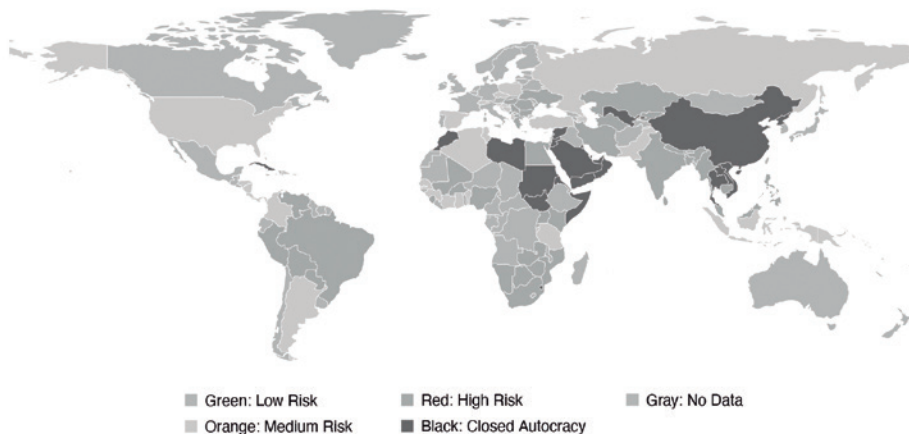 Green: Low Risk
Red: High Risk
Gray: No Data
Orange: Medium Risk
Black: Closed Autocracy